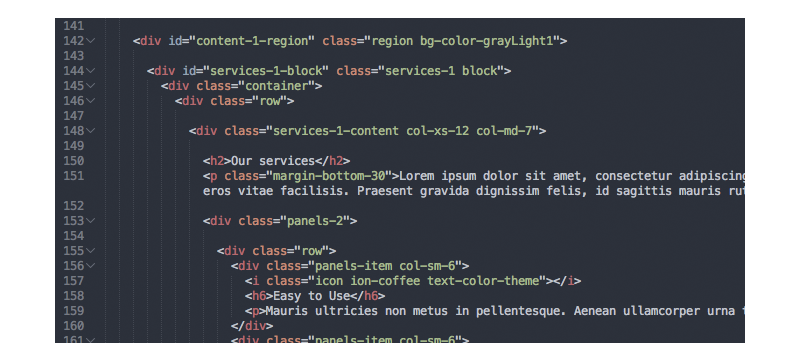 141
142 <div id="content-1-region" class="region bg-color-grayLight1">
143
144 <div id="services-1-block" class="services-1 block">
145 <div class="container">
146 <div class="row">
147
148 <div class="services-1-content col-xs-12 col-md-7">
149
150 <h2>Our services</h2>
151 <p class="margin-bottom-30">Lorem ipsum dolor sit amet, consectetur adipiscing
eros vitae facilisis. Praesent gravida dignissim felis, id sagittis mauris rut
152
153 <div class="panels-2">
154
155 <div class="row">
156 <div class="panels-item col-sm-6">
157 <i class="icon ion-coffee text-color-theme"></i>
158 <h6>Easy to Use</h6>
159 <p>Mauris ultricies non metus in pellentesque. Aenean ullamcorper urna
160 </div>
161 <div class="panels-item col-sm-6">